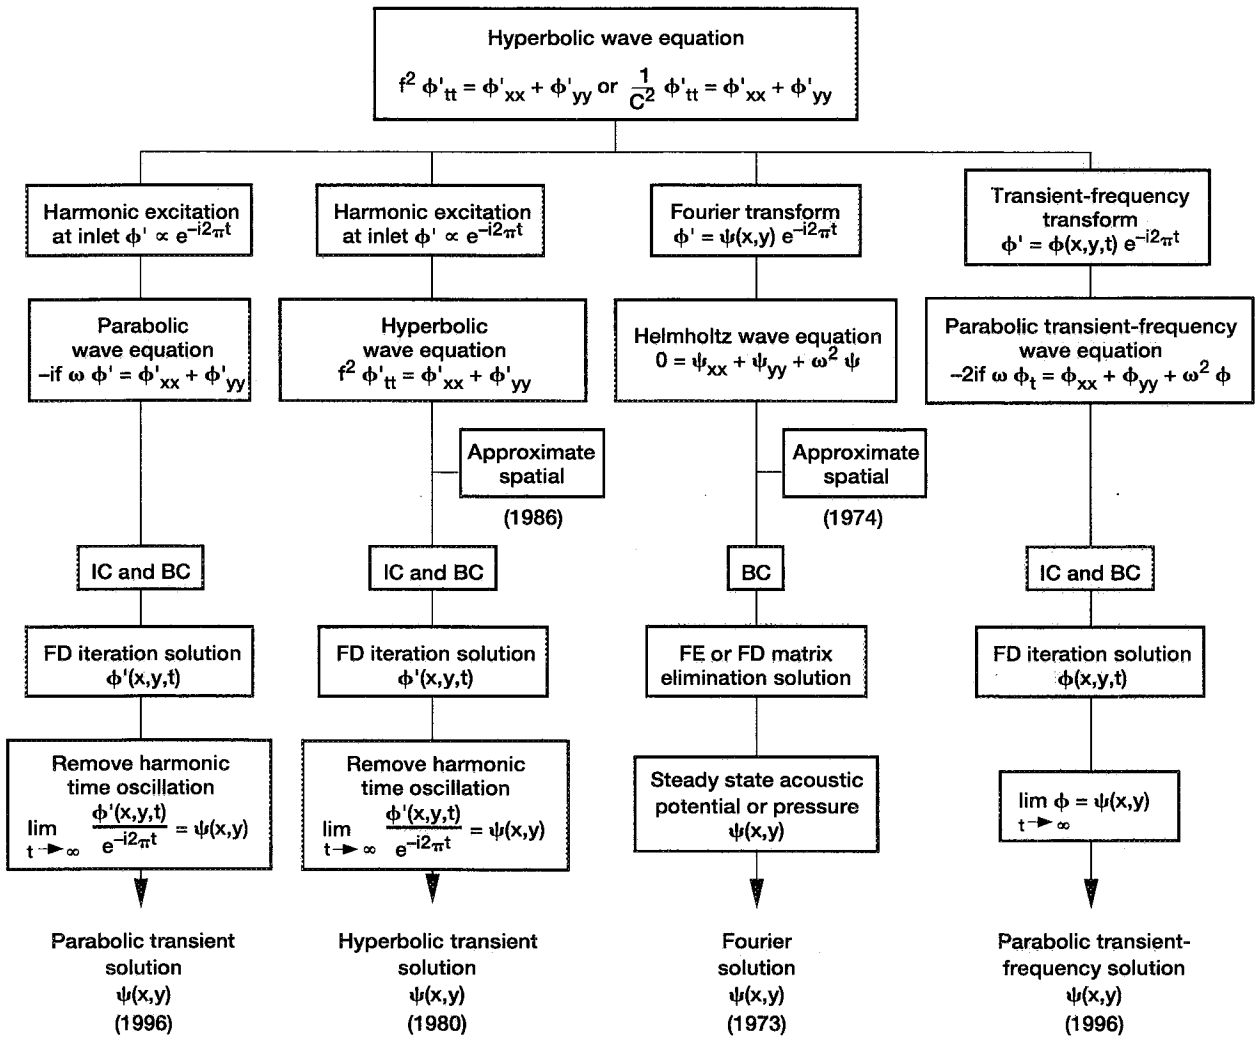 Hyperbolic wave equation
f² ϕ'tt = ϕ'xx + ϕ'yy or 1/C² ϕ'tt = ϕ'xx + ϕ'yy
Harmonic excitation
at inlet ϕ' ∝ e^–i2πt
Parabolic
wave equation
–if ω ϕ' = ϕ'xx + ϕ'yy
IC and BC
FD iteration solution
ϕ'(x,y,t)
Remove harmonic
time oscillation
lim t→∞ ϕ'(x,y,t)/e^–i2πt = ψ(x,y)
Parabolic transient
solution
ψ(x,y)
(1996)
Harmonic excitation
at inlet ϕ' ∝ e^–i2πt
Hyperbolic
wave equation
f² ϕ'tt = ϕ'xx + ϕ'yy
Approximate
spatial
(1986)
IC and BC
FD iteration solution
ϕ'(x,y,t)
Remove harmonic
time oscillation
lim t→∞ ϕ'(x,y,t)/e^–i2πt = ψ(x,y)
Hyperbolic transient
solution
ψ(x,y)
(1980)
Fourier transform
ϕ' = ψ(x,y) e^–i2πt
Helmholtz wave equation
0 = ψxx + ψyy + ω² ψ
Approximate
spatial
(1974)
BC
FE or FD matrix
elimination solution
Steady state acoustic
potential or pressure
ψ(x,y)
Fourier
solution
ψ(x,y)
(1973)
Transient-frequency
transform
ϕ' = ϕ(x,y,t) e^–i2πt
Parabolic transient-frequency
wave equation
–2if ω ϕt = ϕxx + ϕyy + ω² ϕ
IC and BC
FD iteration solution
ϕ(x,y,t)
lim t→∞ ϕ = ψ(x,y)
Parabolic transient-
frequency solution
ψ(x,y)
(1996)